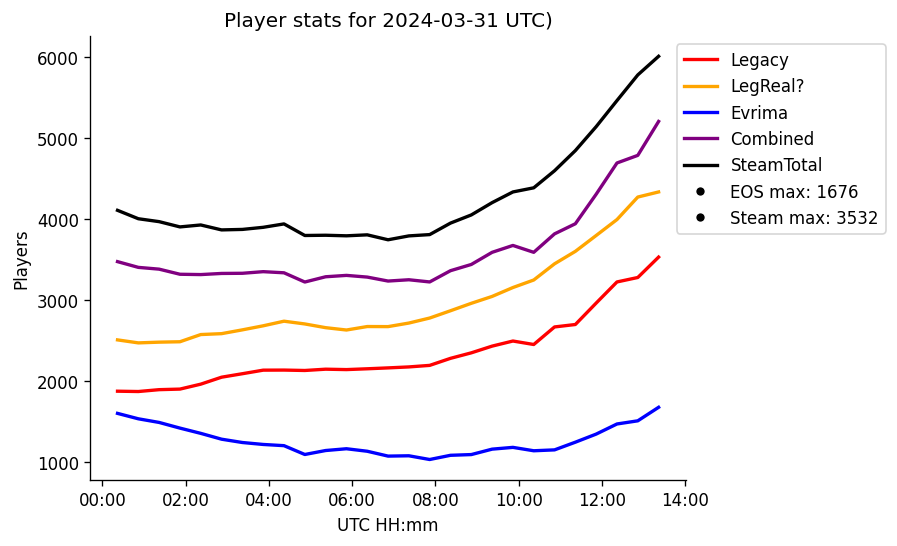 Player stats for 2024-03-31 UTC)
6000
5000
4000
3000
2000
1000
Players
00:00 02:00 04:00 06:00 08:00 10:00 12:00 14:00
UTC HH:mm
Legacy
LegReal?
Evrima
Combined
SteamTotal
EOS max: 1676
Steam max: 3532